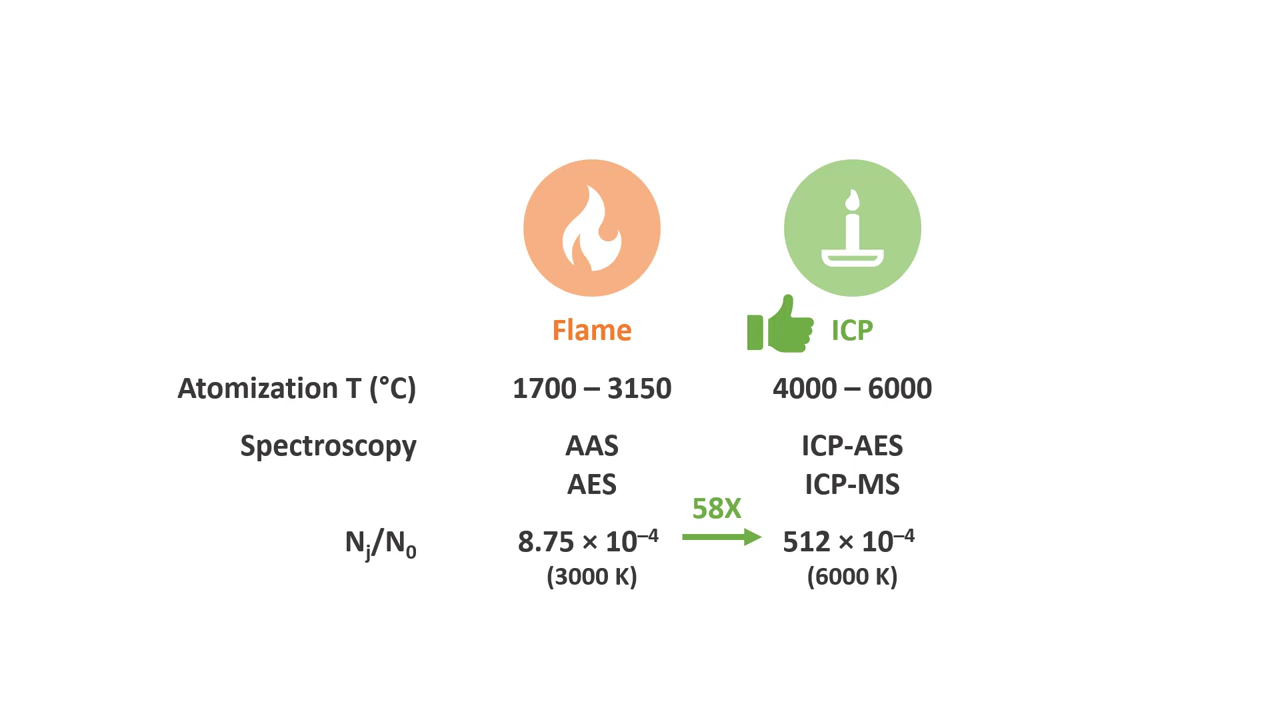 Flame ICP
Atomization T (°C) 1700 – 3150 4000 – 6000
Spectroscopy AAS ICP-AES
AES ICP-MS
58X
Nj/N0 8.75 × 10⁻⁴ 512 × 10⁻⁴
(3000 K) (6000 K)